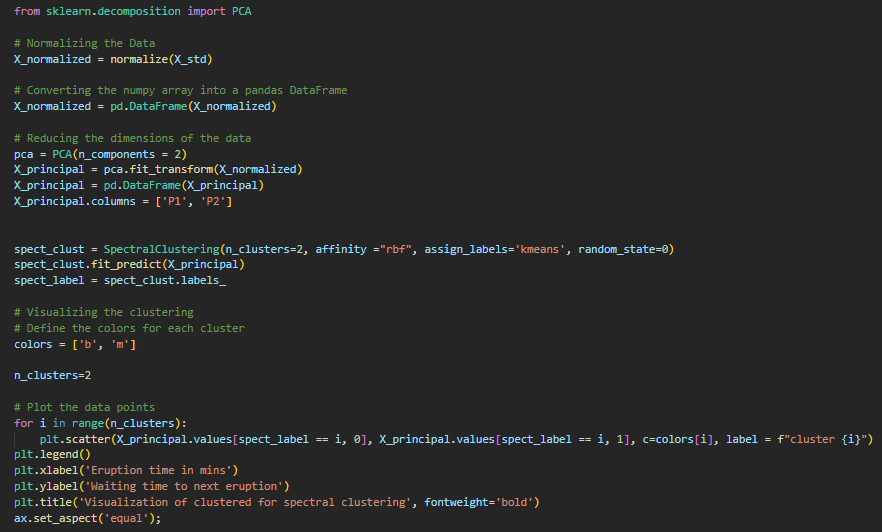 from sklearn.decomposition import PCA
# Normalizing the Data
X_normalized = normalize(X_std)
# Converting the numpy array into a pandas DataFrame
X_normalized = pd.DataFrame(X_normalized)
# Reducing the dimensions of the data
pca = PCA(n_components = 2)
X_principal = pca.fit_transform(X_normalized)
X_principal = pd.DataFrame(X_principal)
X_principal.columns = ['P1', 'P2']
spect_clust = SpectralClustering(n_clusters=2, affinity ="rbf", assign_labels='kmeans', random_state=0)
spect_clust.fit_predict(X_principal)
spect_label = spect_clust.labels_
# Visualizing the clustering
# Define the colors for each cluster
colors = ['b', 'm']
n_clusters=2
# Plot the data points
for i in range(n_clusters):
    plt.scatter(X_principal.values[spect_label == i, 0], X_principal.values[spect_label == i, 1], c=colors[i], label = f"cluster {i}")
plt.legend()
plt.xlabel('Eruption time in mins')
plt.ylabel('Waiting time to next eruption')
plt.title('Visualization of clustered for spectral clustering', fontweight='bold')
ax.set_aspect('equal');